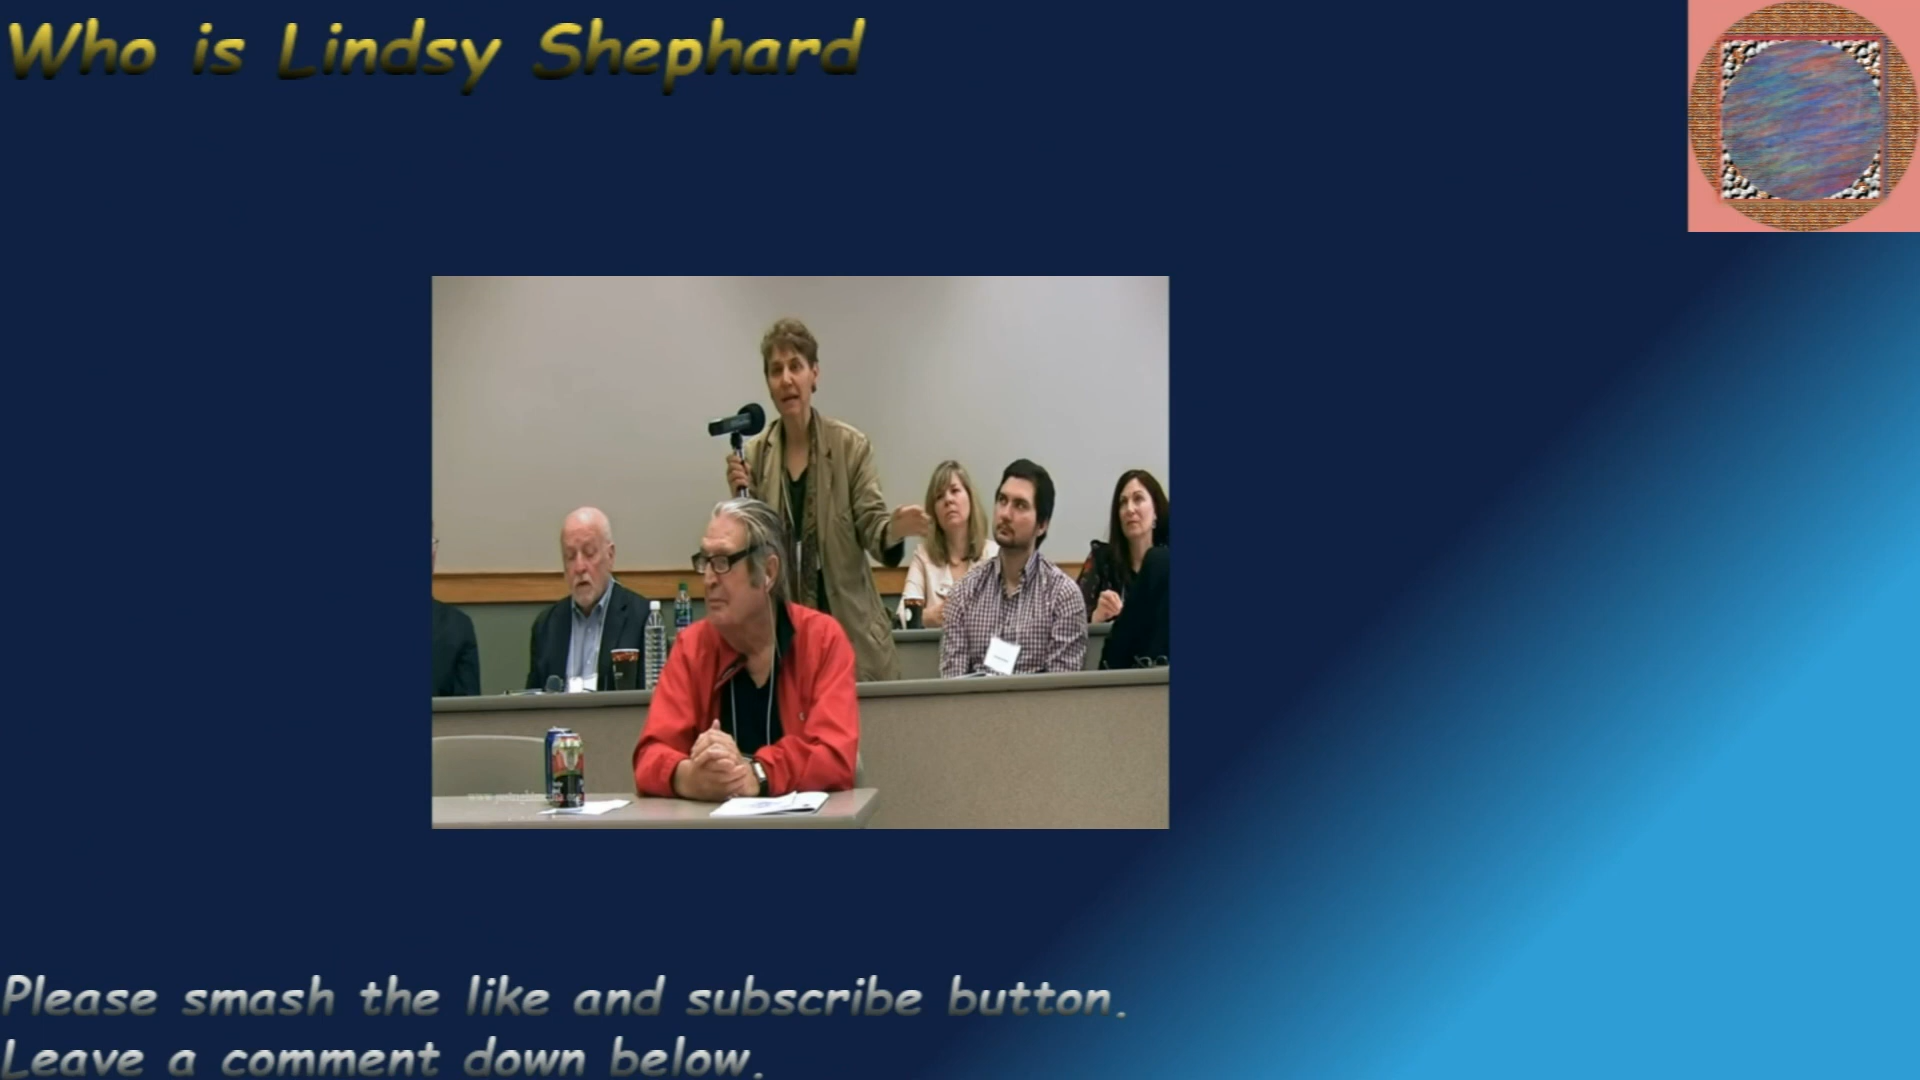 Who is Lindsy Shephard
Please smash the like and subscribe button.
Leave a comment down below.